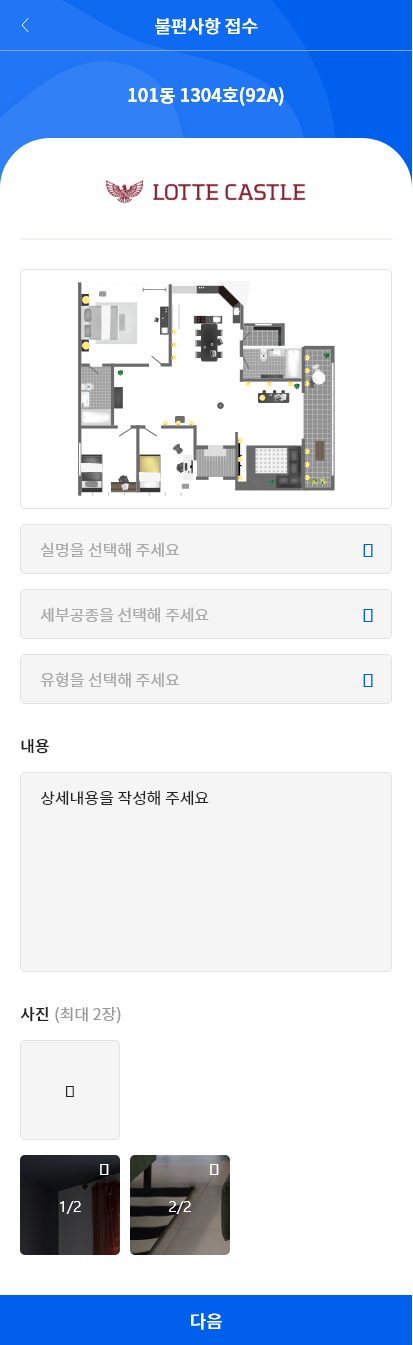 불편사항 접수
101동 1304호(92A)
LOTTE CASTLE
실명을 선택해 주세요
세부공종을 선택해 주세요
유형을 선택해 주세요
내용
상세내용을 작성해 주세요
사진 (최대 2장)
1/2
2/2
다음